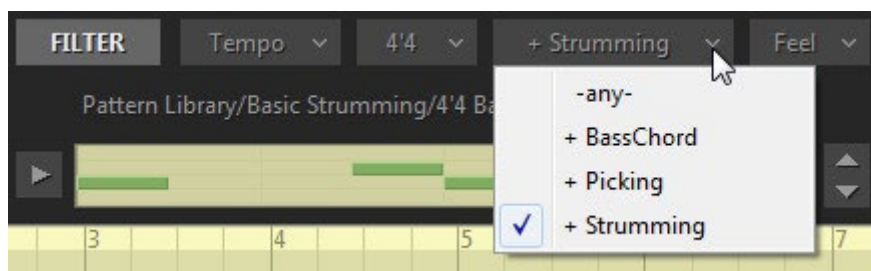 FILTER Tempo 4'4 + Strumming Feel
-any-
Pattern Library/Basic Strumming/4'4
+ BassChord
+ Picking
+ Strumming
3 4 5 7